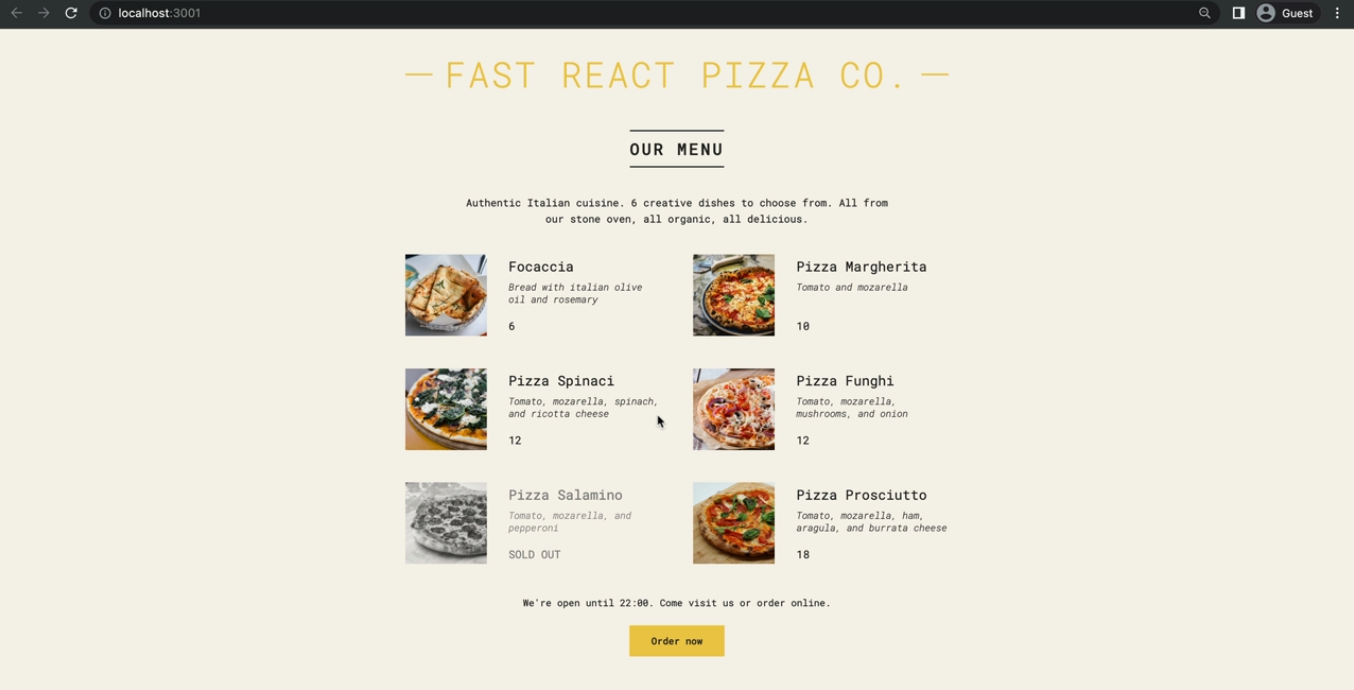 localhost:3001
Guest
— FAST REACT PIZZA CO. —
OUR MENU
Authentic Italian cuisine. 6 creative dishes to choose from. All from
our stone oven, all organic, all delicious.
Focaccia
Bread with italian olive
oil and rosemary
6
Pizza Margherita
Tomato and mozarella
10
Pizza Spinaci
Tomato, mozarella, spinach,
and ricotta cheese
12
Pizza Funghi
Tomato, mozarella,
mushrooms, and onion
12
Pizza Salamino
Tomato, mozarella, and
pepperoni
SOLD OUT
Pizza Prosciutto
Tomato, mozarella, ham,
aragula, and burrata cheese
18
We're open until 22:00. Come visit us or order online.
Order now